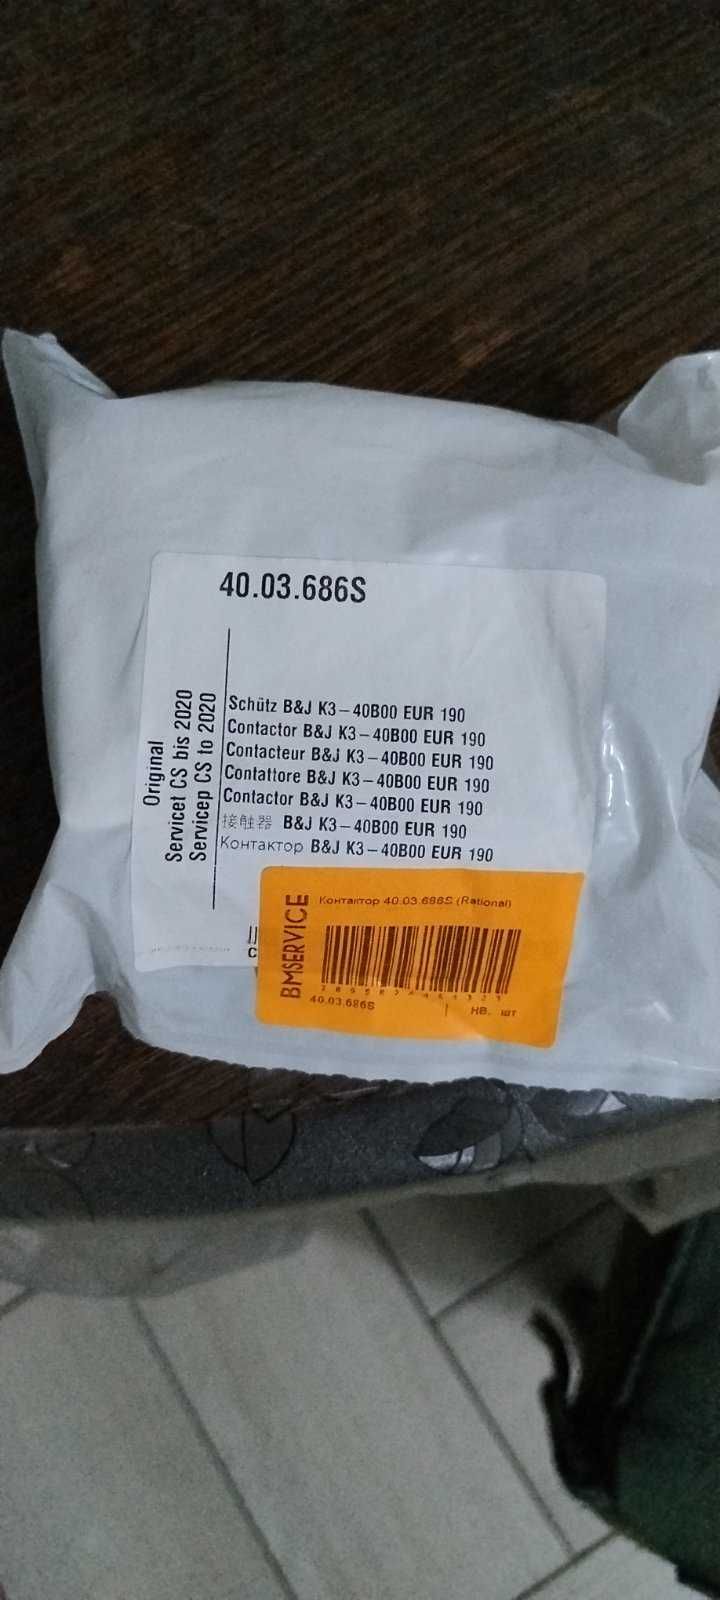 40.03.686S
Original
Servicet CS bis 2020
Servicep CS to 2020
Schütz B&J K3-40B00 EUR 190
Contactor B&J K3-40B00 EUR 190
Contacteur B&J K3-40B00 EUR 190
Contattore B&J K3-40B00 EUR 190
Contactor B&J K3-40B00 EUR 190
接触器 B&J K3-40B00 EUR 190
Контактор B&J K3-40B00 EUR 190
BMSERVICE
Контактор 40.03.686S (Rational)
40.03.686S
нв. шт